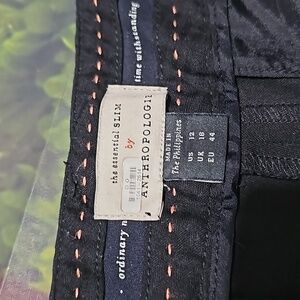 time withstanding
the essential SLIM
by
ANTHROPOLOGIE
MADE IN
The Philippines
US 12
UK 16
EU 44
ordinary